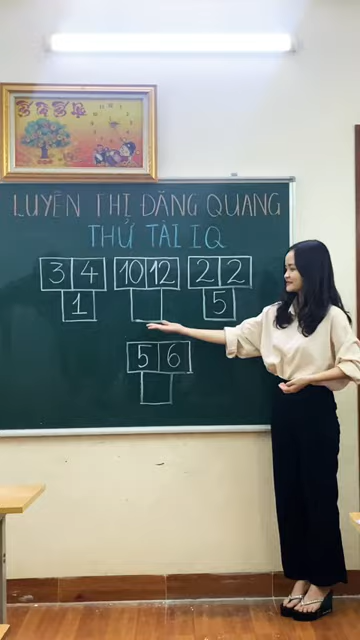 LUYỆN THI ĐĂNG QUANG
THỬ TÀI IQ
3 4 10 12 2 2
1 5
5 6